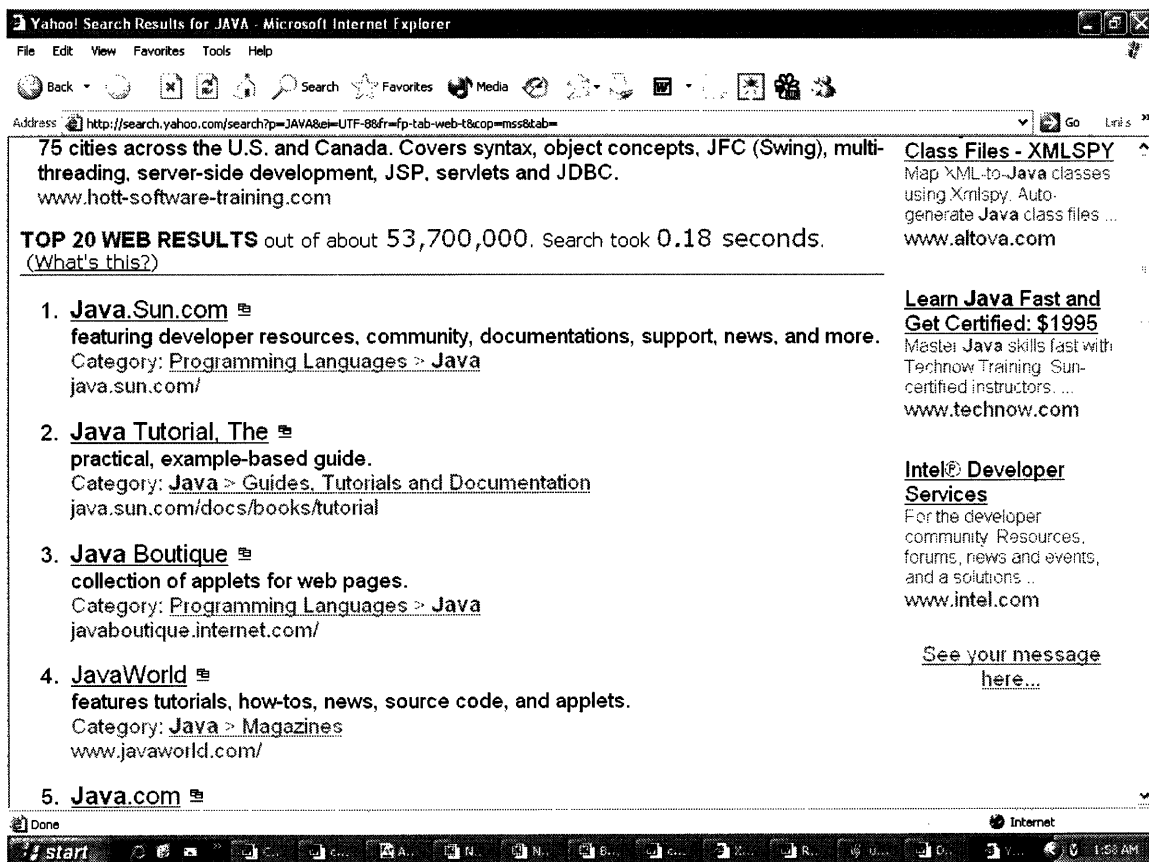 Yahoo! Search Results for JAVA - Microsoft Internet Explorer
File Edit View Favorites Tools Help
Back Search Favorites Media
Address http://search.yahoo.com/search?p=JAVA&ei=UTF-8&fr=fp-tab-web-t&cop=mss&tab= Go Links »
75 cities across the U.S. and Canada. Covers syntax, object concepts, JFC (Swing), multi-
threading, server-side development, JSP, servlets and JDBC.
www.hott-software-training.com
TOP 20 WEB RESULTS out of about 53,700,000. Search took 0.18 seconds.
(What's this?)
1. Java.Sun.com
featuring developer resources, community, documentations, support, news, and more.
Category: Programming Languages > Java
java.sun.com/
2. Java Tutorial, The
practical, example-based guide.
Category: Java > Guides, Tutorials and Documentation
java.sun.com/docs/books/tutorial
3. Java Boutique
collection of applets for web pages.
Category: Programming Languages > Java
javaboutique.internet.com/
4. JavaWorld
features tutorials, how-tos, news, source code, and applets.
Category: Java > Magazines
www.javaworld.com/
5. Java.com
Class Files - XMLSPY
Map XML-to-Java classes
using Xmlspy. Auto-
generate Java class files ...
www.altova.com
Learn Java Fast and
Get Certified: $1995
Master Java skills fast with
Technow Training. Sun-
certified instructors. ...
www.technow.com
Intel® Developer
Services
For the developer
community. Resources,
forums, news and events,
and a solutions ...
www.intel.com
See your message
here...
Done Internet
start 1:58 AM